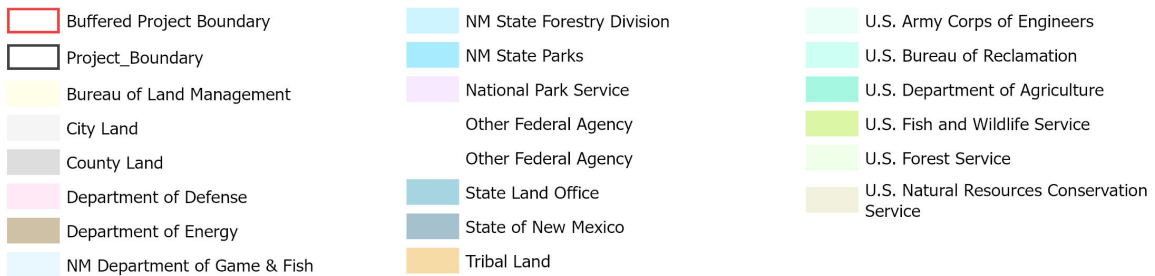 Buffered Project Boundary
Project_Boundary
Bureau of Land Management
City Land
County Land
Department of Defense
Department of Energy
NM Department of Game & Fish
NM State Forestry Division
NM State Parks
National Park Service
Other Federal Agency
Other Federal Agency
State Land Office
State of New Mexico
Tribal Land
U.S. Army Corps of Engineers
U.S. Bureau of Reclamation
U.S. Department of Agriculture
U.S. Fish and Wildlife Service
U.S. Forest Service
U.S. Natural Resources Conservation
Service